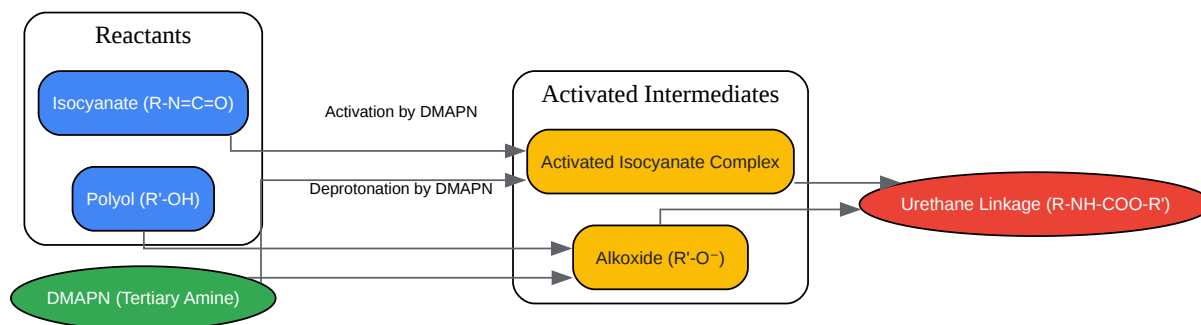 Reactants
Isocyanate (R-N=C=O)
Polyol (R'-OH)
DMAPN (Tertiary Amine)
Activation by DMAPN
Deprotonation by DMAPN
Activated Intermediates
Activated Isocyanate Complex
Alkoxide (R'-O⁻)
Urethane Linkage (R-NH-COO-R')